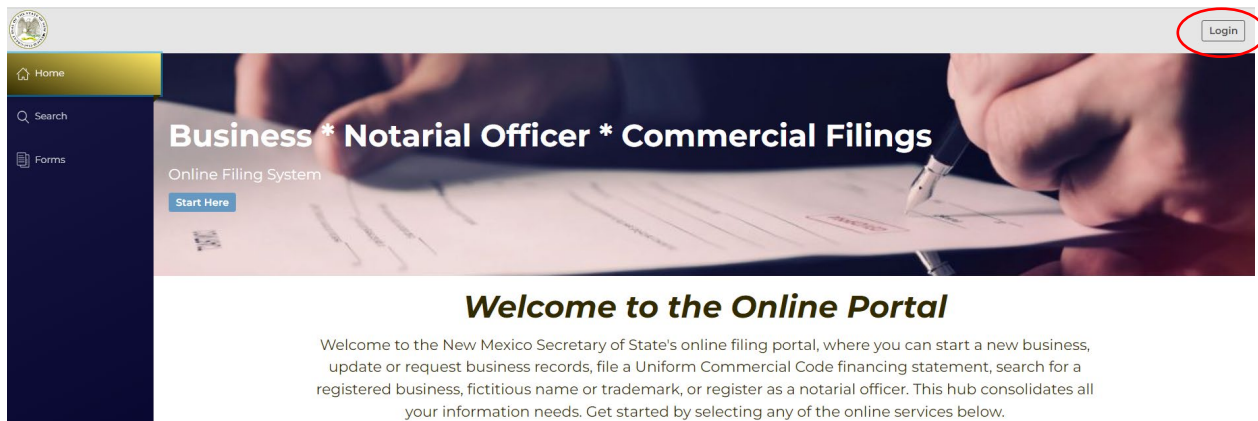 Login
Home
Search
Forms
Business * Notarial Officer * Commercial Filings
Online Filing System
Start Here
Welcome to the Online Portal
Welcome to the New Mexico Secretary of State's online filing portal, where you can start a new business,
update or request business records, file a Uniform Commercial Code financing statement, search for a
registered business, fictitious name or trademark, or register as a notarial officer. This hub consolidates all
your information needs. Get started by selecting any of the online services below.